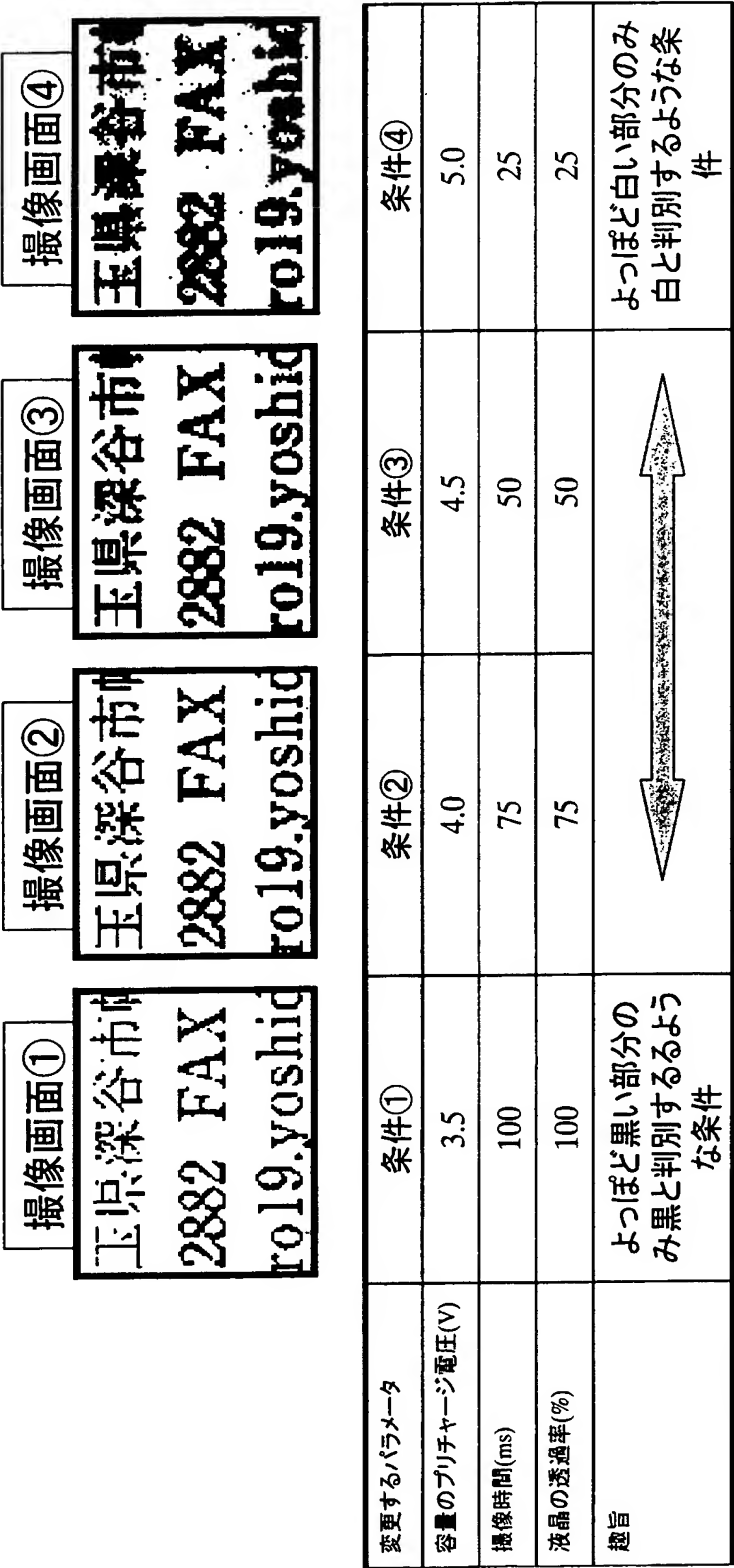 撮像画面①
玉県深谷市
2882 FAX
ro19.yoshid
撮像画面②
玉県深谷市
2882 FAX
ro19.yoshid
撮像画面③
玉県深谷市
2882 FAX
ro19.yoshid
撮像画面④
玉県深谷市
2882 FAX
ro19.yoshid
変更するパラメータ 条件① 条件② 条件③ 条件④
容量のプリチャージ電圧(V) 3.5 4.0 4.5 5.0
撮像時間(ms) 100 75 50 25
液晶の透過率(%) 100 75 50 25
趣旨
よっぽど黒い部分の
み黒と判別するるよう
な条件
よっぽど白い部分のみ
白と判別するような条
件